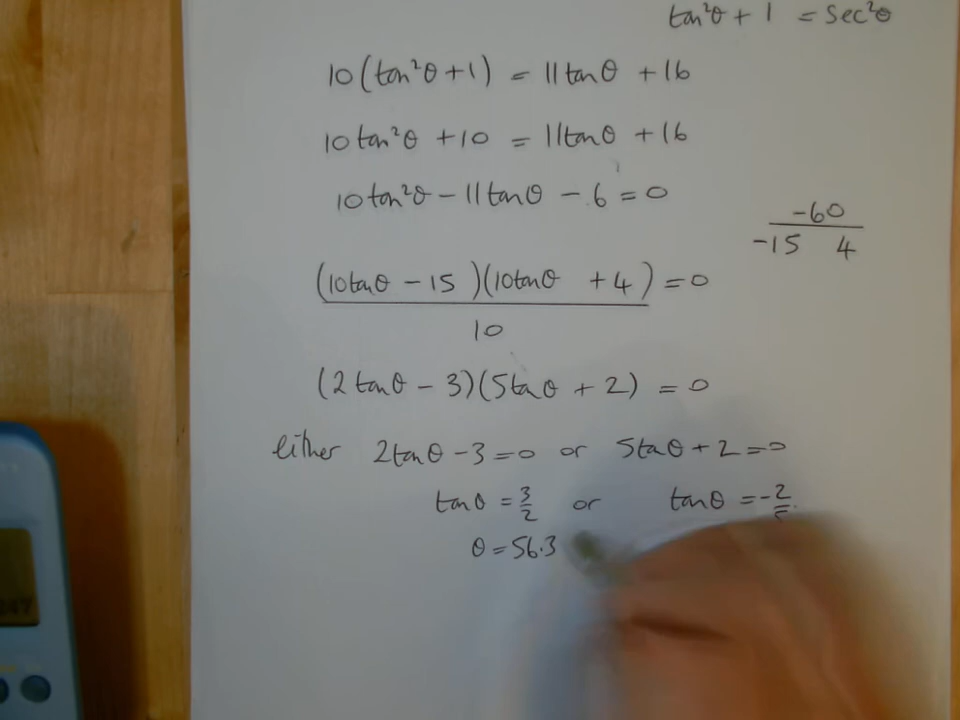 tan²θ + 1 = sec²θ
10(tan²θ + 1) = 11tanθ + 16
10tan²θ + 10 = 11tanθ + 16
10tan²θ - 11tanθ - 6 = 0
-60
-15 4
(10tanθ - 15)(10tanθ + 4) = 0
10
(2tanθ - 3)(5tanθ + 2) = 0
either 2tanθ - 3 = 0 or 5tanθ + 2 = 0
tanθ = 3/2 or tanθ = -2/5
θ = 56.3